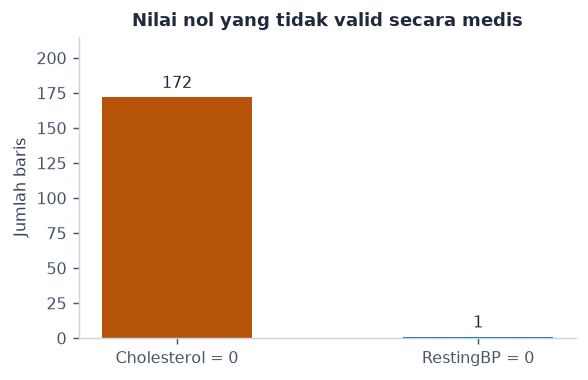 Nilai nol yang tidak valid secara medis
Jumlah baris
200
175
150
125
100
75
50
25
0
172
1
Cholesterol = 0
RestingBP = 0